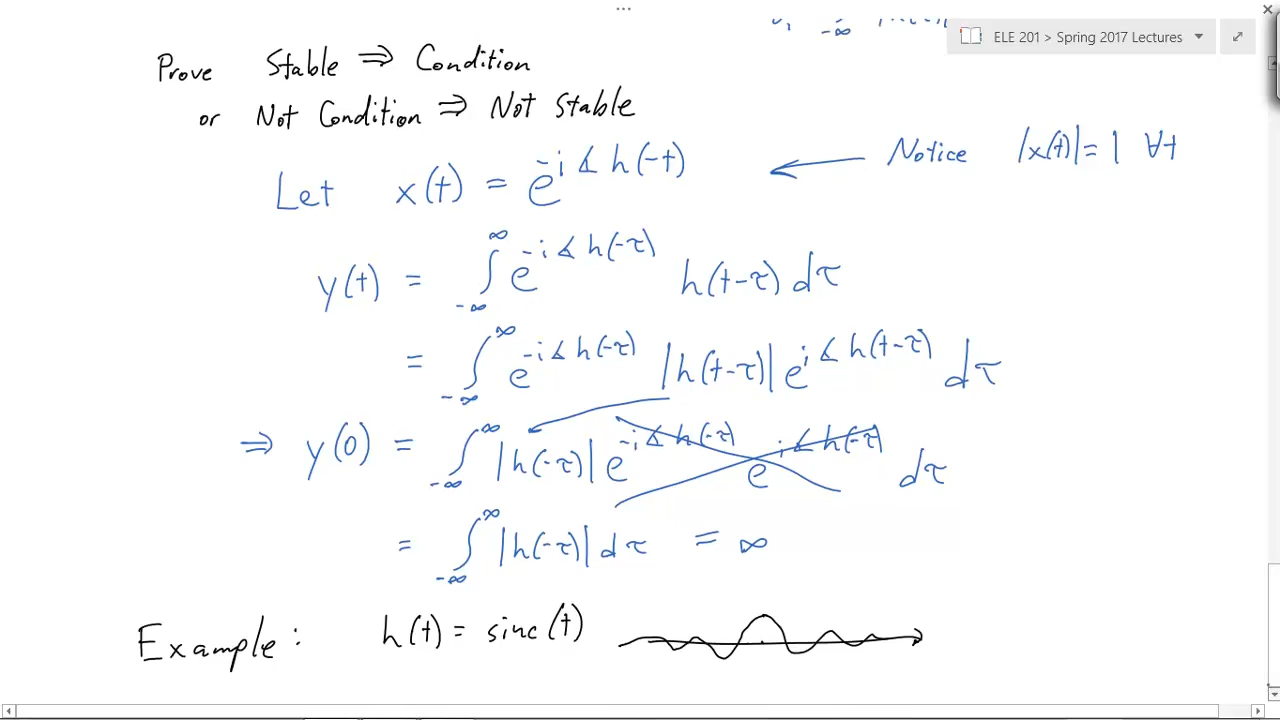 ELE 201 > Spring 2017 Lectures
Prove Stable ⇒ Condition
or Not Condition ⇒ Not Stable
Let x(t) = e^{-i∡h(-t)} ← Notice |x(t)| = 1 ∀t
y(t) = ∫_{-∞}^{∞} e^{-i∡h(-τ)} h(t-τ) dτ
= ∫_{-∞}^{∞} e^{-i∡h(-τ)} |h(t-τ)| e^{i∡h(t-τ)} dτ
⇒ y(0) = ∫_{-∞}^{∞} |h(-τ)| e^{-i∡h(-τ)} e^{i∡h(-τ)} dτ
= ∫_{-∞}^{∞} |h(-τ)| dτ = ∞
Example: h(t) = sinc(t)